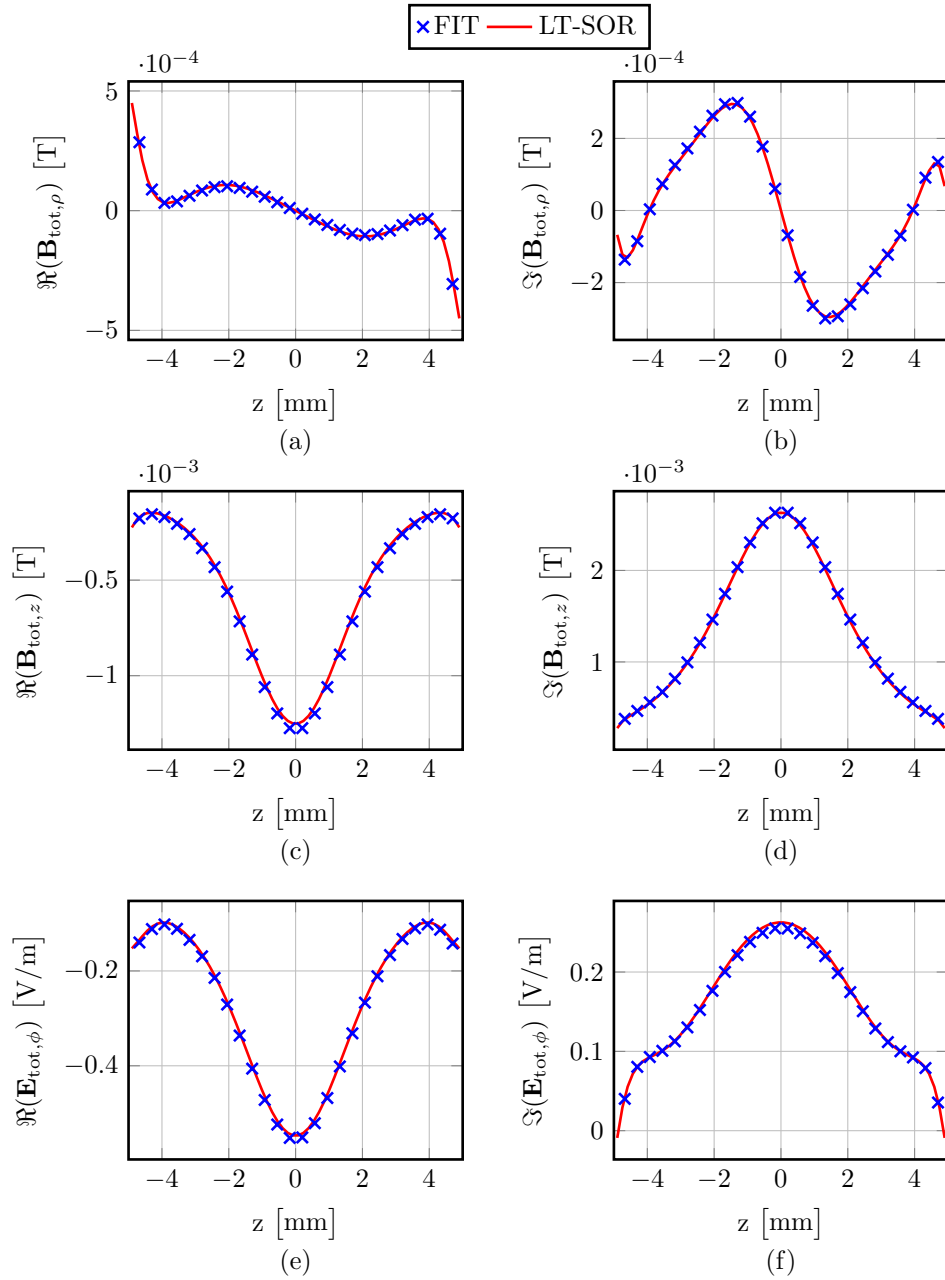 FIT LT-SOR
·10⁻⁴ ·10⁻⁴
5
0
−5
ℜ(B_tot,ρ) [T]
−4 −2 0 2 4
z [mm]
(a)
2
0
−2
ℑ(B_tot,ρ) [T]
−4 −2 0 2 4
z [mm]
(b)
·10⁻³ ·10⁻³
−0.5
−1
ℜ(B_tot,z) [T]
−4 −2 0 2 4
z [mm]
(c)
2
1
ℑ(B_tot,z) [T]
−4 −2 0 2 4
z [mm]
(d)
−0.2
−0.4
ℜ(E_tot,ϕ) [V/m]
−4 −2 0 2 4
z [mm]
(e)
0.2
0.1
0
ℑ(E_tot,ϕ) [V/m]
−4 −2 0 2 4
z [mm]
(f)